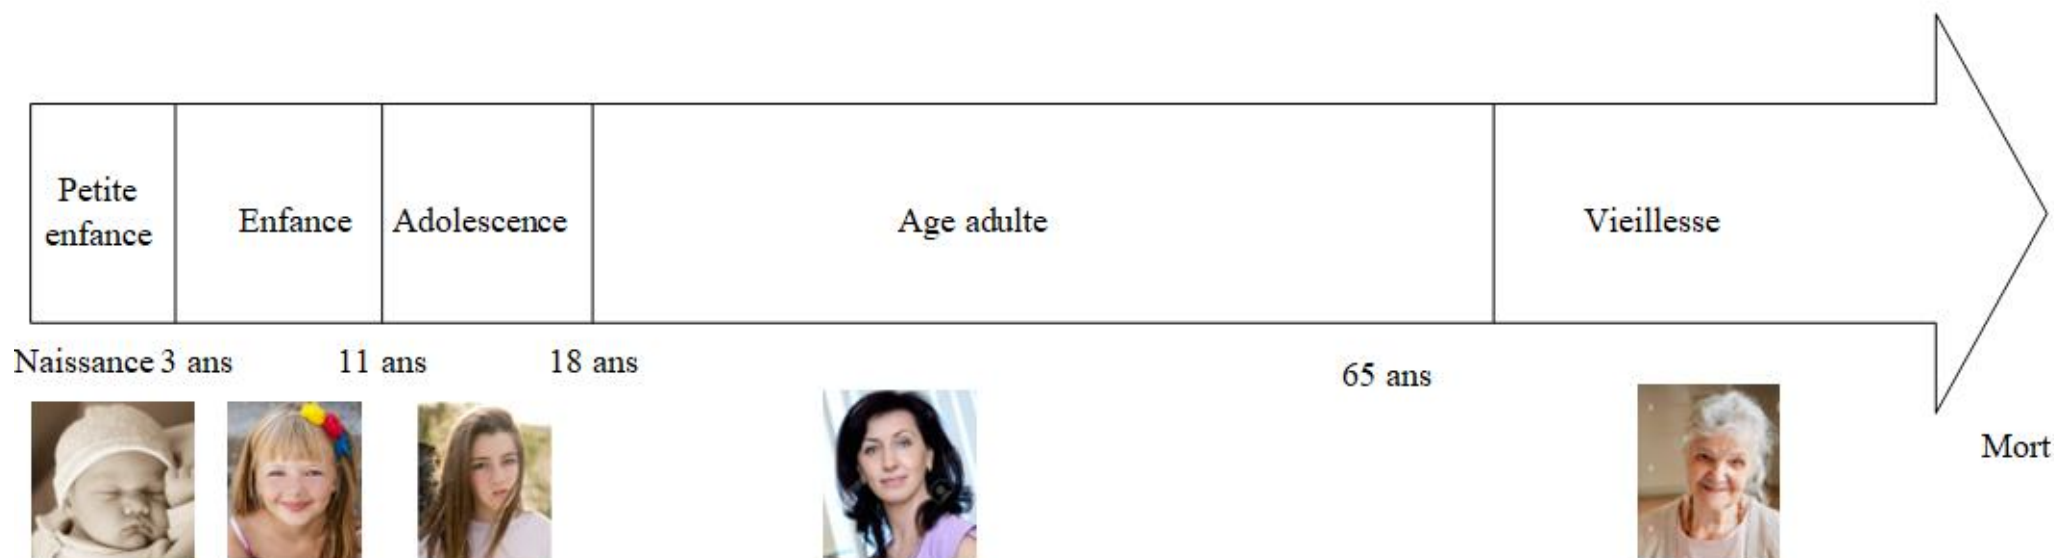 Petite
enfance
Enfance
Adolescence
Age adulte
Vieillesse
Naissance 3 ans
11 ans
18 ans
65 ans
Mort